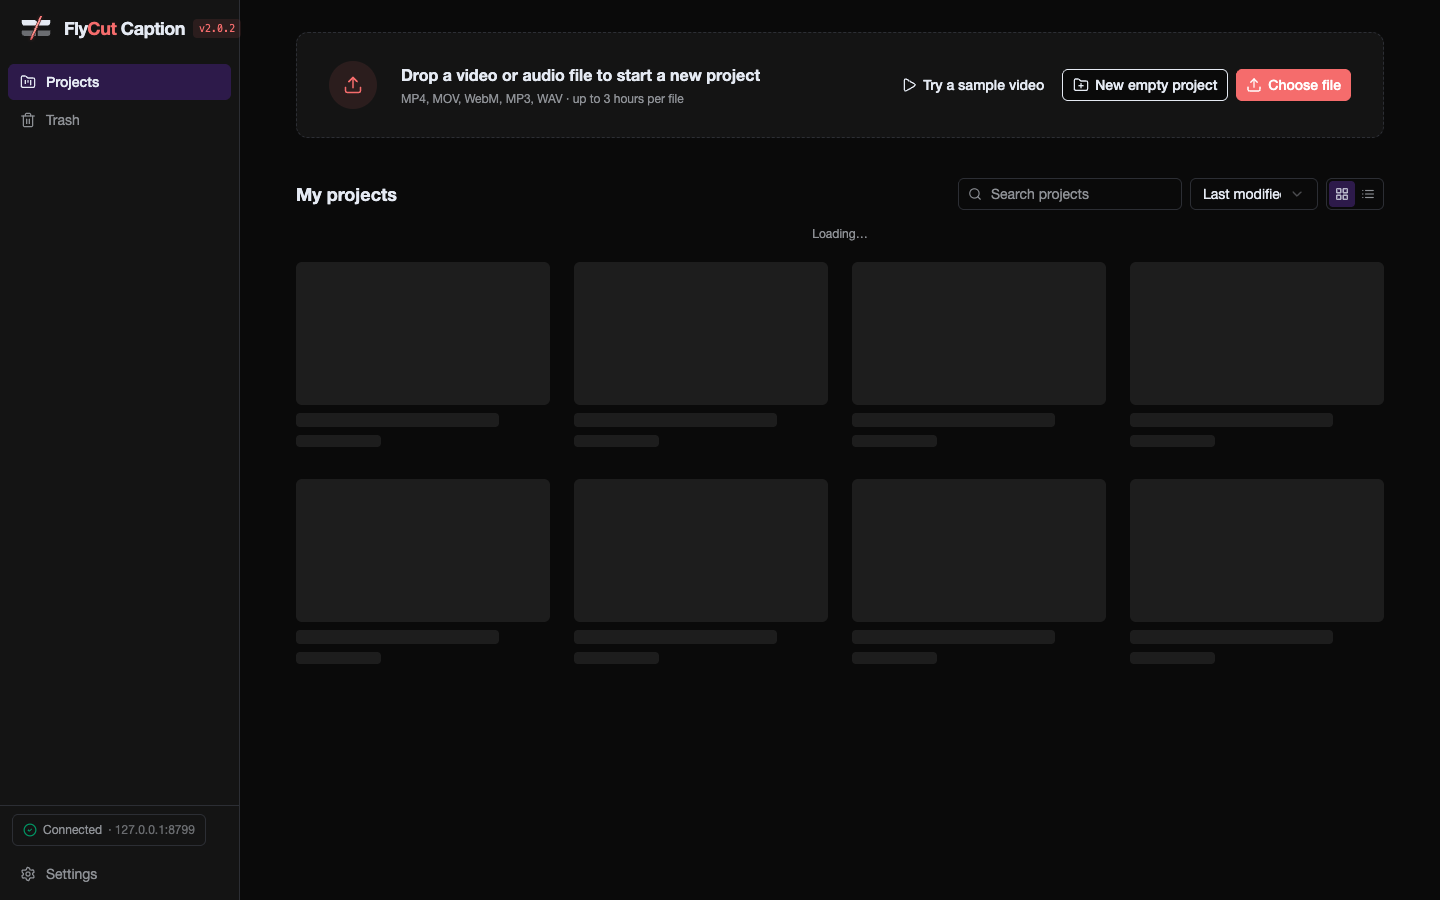 FlyCut Caption v2.0.2
Projects
Trash
Drop a video or audio file to start a new project
MP4, MOV, WebM, MP3, WAV · up to 3 hours per file
Try a sample video
New empty project
Choose file
My projects
Search projects
Last modifie
Loading…
Connected · 127.0.0.1:8799
Settings